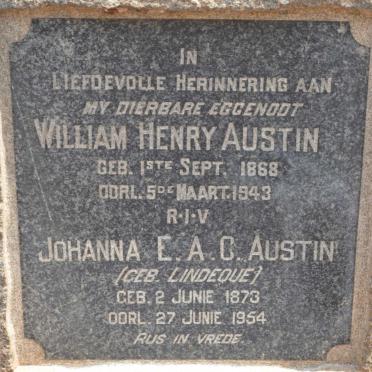 IN
LIEFDEVOLLE HERINNERING AAN
MY DIERBARE EGGENOOT
WILLIAM HENRY AUSTIN
GEB. 1STE SEPT. 1868
OORL. 5DE MAART. 1943
R·I·V
JOHANNA E. A. C. AUSTIN
(GEB. LINDEQUE)
GEB. 2 JUNIE 1873
OORL. 27 JUNIE 1954
RUS IN VREDE.